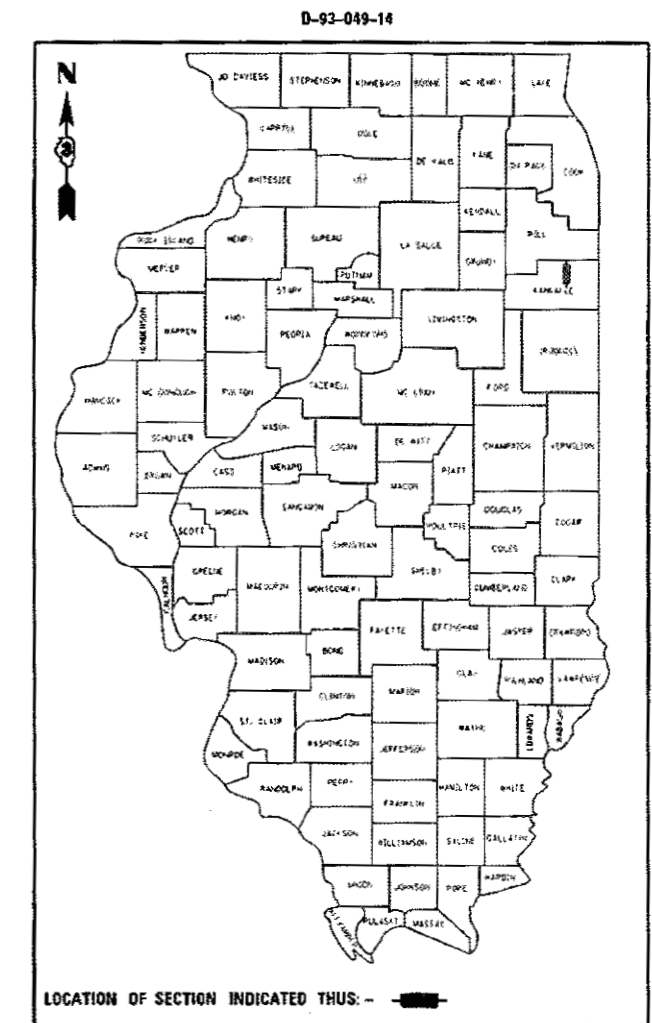 D-93-049-14
N
JO DAVIESS STEPHENSON WINNEBAGO BOONE MC HENRY LAKE
CARROLL OGLE
DE KALB KANE DU PAGE COOK
WHITESIDE LEE
KENDALL
ROCK ISLAND HENRY BUREAU LA SALLE GRUNDY WILL
MERCER PUTNAM KANKAKEE
STARK MARSHALL
HENDERSON WARREN KNOX PEORIA WOODFORD LIVINGSTON IROQUOIS
HANCOCK MC DONOUGH FULTON TAZEWELL MC LEAN FORD
MASON
SCHUYLER LOGAN DE WITT CHAMPAIGN VERMILION
ADAMS BROWN CASS MENARD PIATT
MACON
MORGAN SANGAMON DOUGLAS EDGAR
PIKE SCOTT CHRISTIAN MOULTRIE COLES
GREENE MACOUPIN MONTGOMERY SHELBY CLARK
CALHOUN CUMBERLAND
JERSEY FAYETTE EFFINGHAM JASPER CRAWFORD
MADISON BOND
CLAY RICHLAND LAWRENCE
CLINTON MARION
ST. CLAIR WAYNE EDWARDS WABASH
MONROE WASHINGTON JEFFERSON
RANDOLPH PERRY HAMILTON WHITE
FRANKLIN
JACKSON WILLIAMSON SALINE GALLATIN
UNION JOHNSON POPE HARDIN
ALEXANDER PULASKI MASSAC
LOCATION OF SECTION INDICATED THUS:-